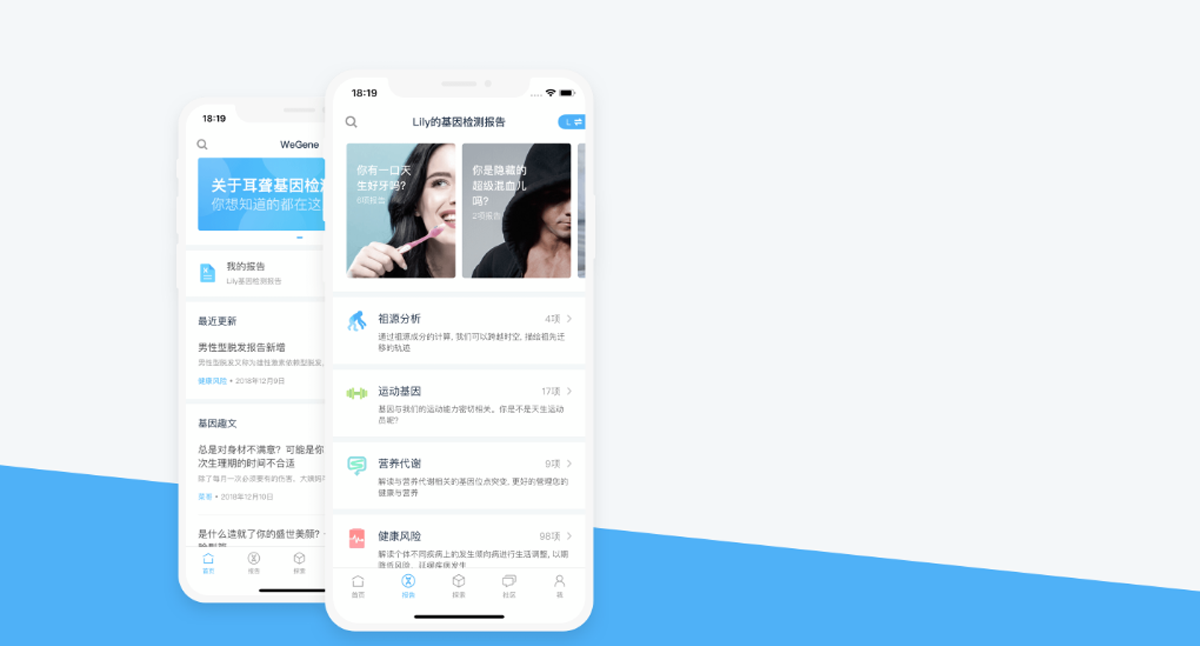 18:19
WeGene
关于耳聋基因检测
你想知道的都在这
我的报告
Lily基因检测报告
最近更新
男性型脱发报告新增
男性型脱发又称为雄性激素依赖型脱发,
健康风险 • 2018年12月9日
基因趣文
总是对身材不满意？可能是你
次生理期的时间不合适
除了每月一次必须要有的伤害，大姨妈
2018年12月10日
是什么造就了你的盛世美颜？
首页
报告
探索
18:19
Lily的基因检测报告
L
你有一口天
生好牙吗？
6项报告
你是隐藏的
超级混血儿
吗？
2项报告
祖源分析
4项
通过祖源成分的计算, 我们可以跨越时空, 描绘祖先迁
移的轨迹
运动基因
17项
基因与我们的运动能力密切相关。你是不是天生运动
员呢?
营养代谢
9项
解读与营养代谢相关的基因位点突变, 更好的管理您的
健康与营养
健康风险
98项
解读个体不同疾病上的发生倾向病进行生活调整, 以期
降低风险、延缓疾病发生
首页
报告
探索
社区
我